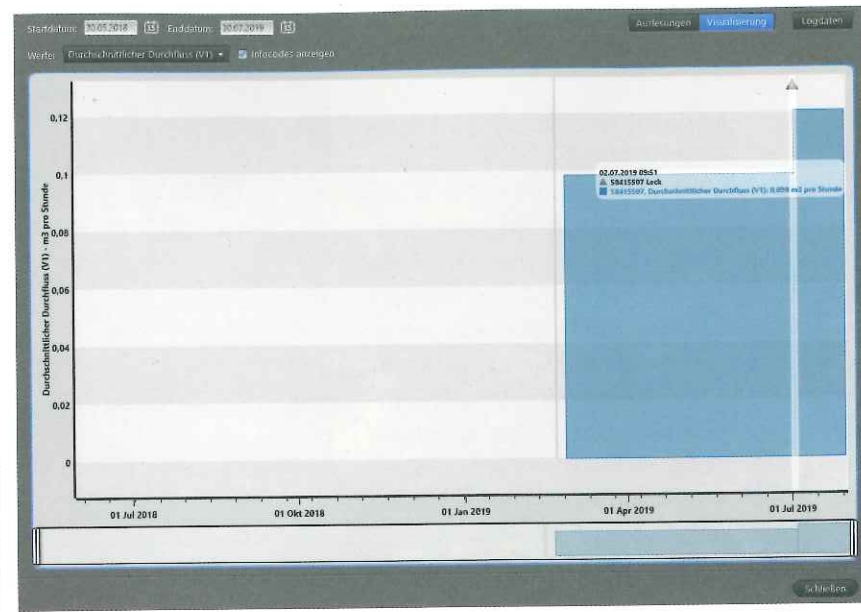 Startdatum: 30.05.2018 13 Enddatum: 30.07.2019 13 Auslesungen Visualisierung Logdaten
Werte: Durchschnittlicher Durchfluss (V1) Infocodes anzeigen
Durchschnittlicher Durchfluss (V1) - m3 pro Stunde
0,12
0,1
0,08
0,06
0,04
0,02
0
02.07.2019 09:51
58415507 Leck
58415507, Durchschnittlicher Durchfluss (V1): 0,098 m3 pro Stunde
01 Jul 2018 01 Okt 2018 01 Jan 2019 01 Apr 2019 01 Jul 2019
Schließen